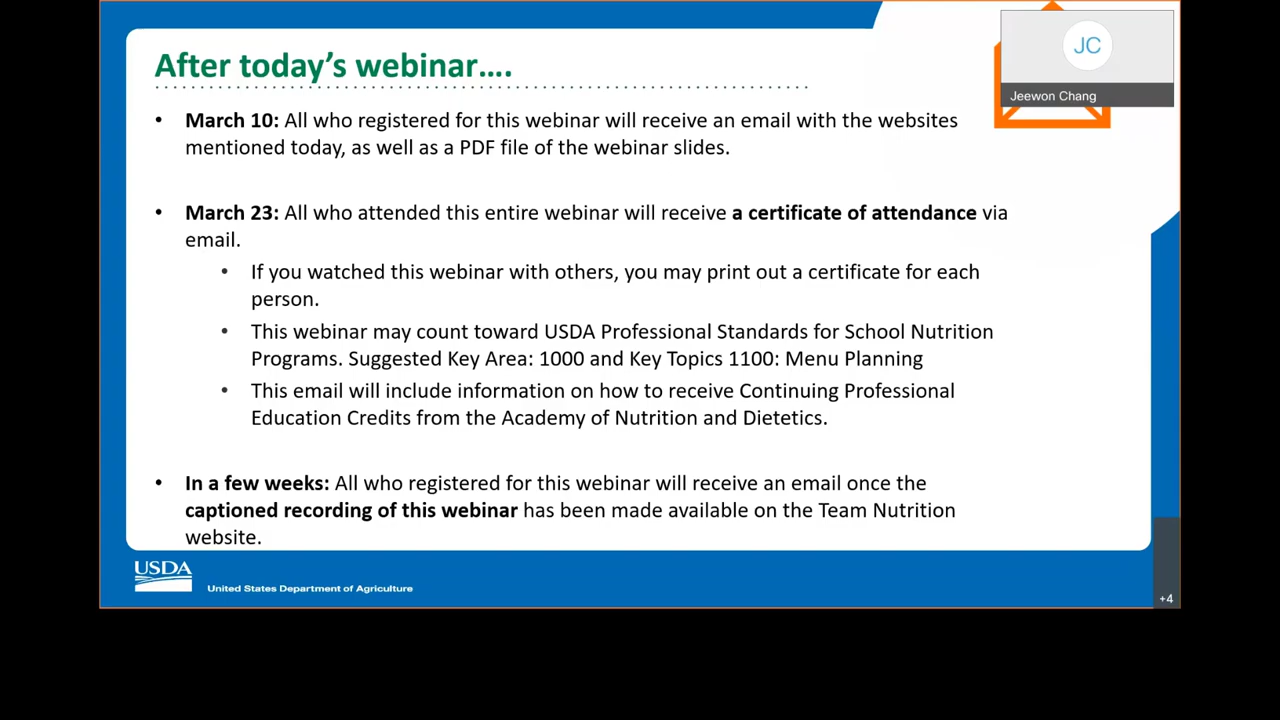 After today's webinar....
JC
Jeewon Chang
• March 10: All who registered for this webinar will receive an email with the websites
mentioned today, as well as a PDF file of the webinar slides.
• March 23: All who attended this entire webinar will receive a certificate of attendance via
email.
• If you watched this webinar with others, you may print out a certificate for each
person.
• This webinar may count toward USDA Professional Standards for School Nutrition
Programs. Suggested Key Area: 1000 and Key Topics 1100: Menu Planning
• This email will include information on how to receive Continuing Professional
Education Credits from the Academy of Nutrition and Dietetics.
• In a few weeks: All who registered for this webinar will receive an email once the
captioned recording of this webinar has been made available on the Team Nutrition
website.
USDA
United States Department of Agriculture
+4